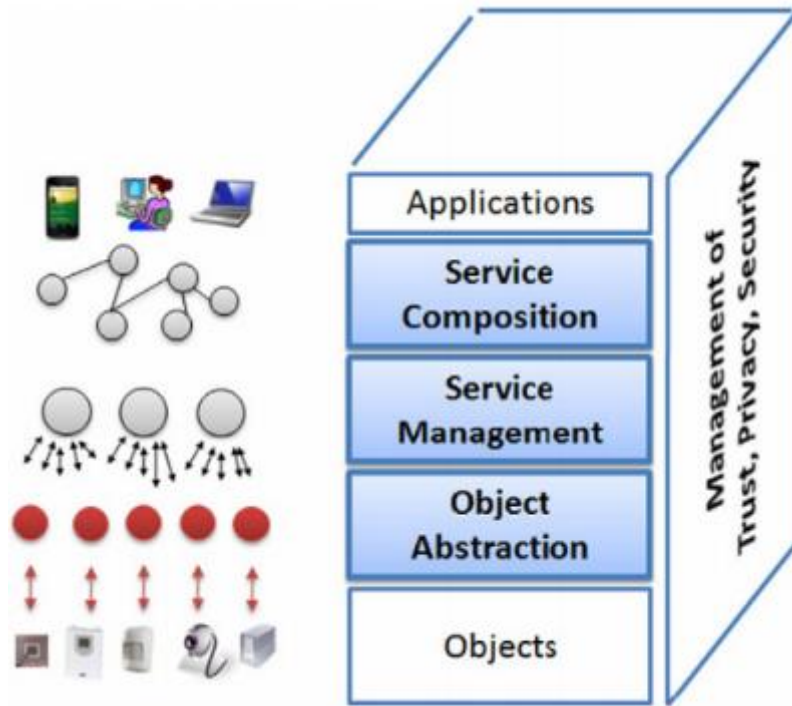 Applications
Service
Composition
Service
Management
Object
Abstraction
Objects
Management of
Trust, Privacy, Security